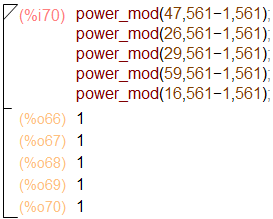 (%i70) power_mod(47,561-1,561);
power_mod(26,561-1,561);
power_mod(29,561-1,561);
power_mod(59,561-1,561);
power_mod(16,561-1,561);
(%o66) 1
(%o67) 1
(%o68) 1
(%o69) 1
(%o70) 1